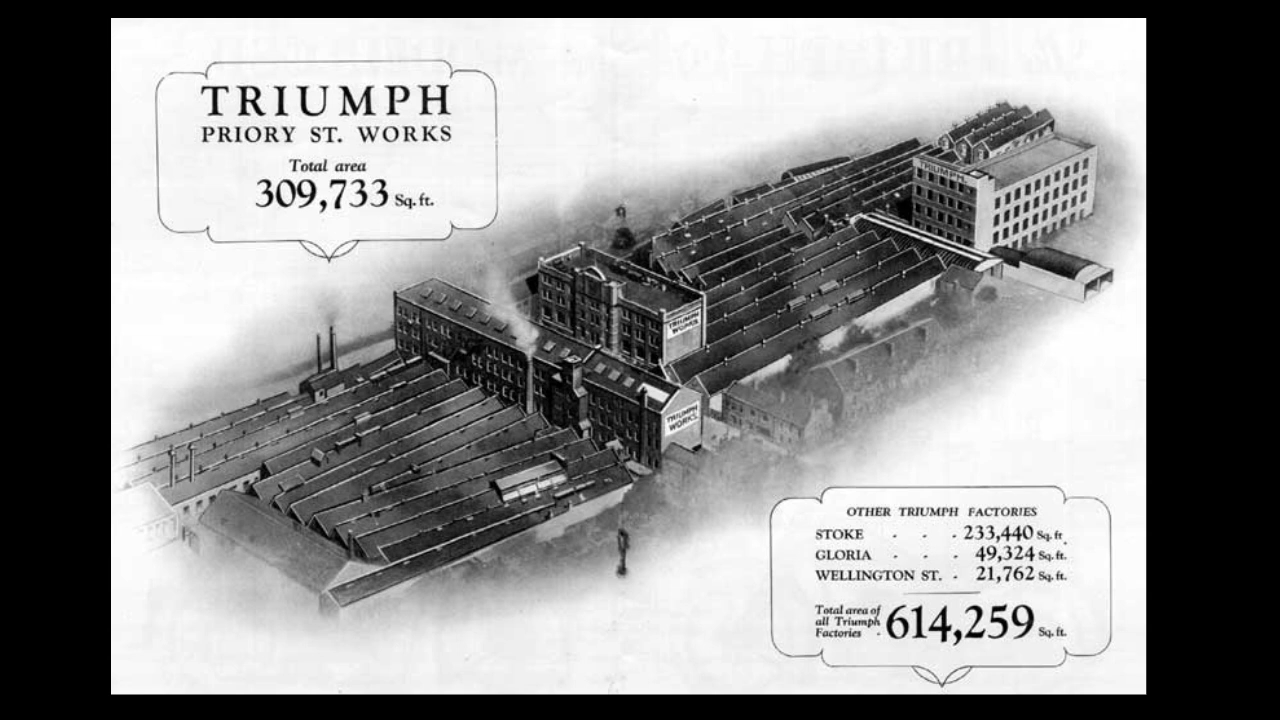 TRIUMPH
PRIORY ST. WORKS
Total area
309,733 Sq. ft.
TRIUMPH
TRIUMPH
WORKS
TRIUMPH
WORKS.
OTHER TRIUMPH FACTORIES
STOKE - - - 233,440 Sq. ft.
GLORIA - - - 49,324 Sq. ft.
WELLINGTON ST. - 21,762 Sq. ft.
Total area of
all Triumph
Factories - 614,259 Sq. ft.